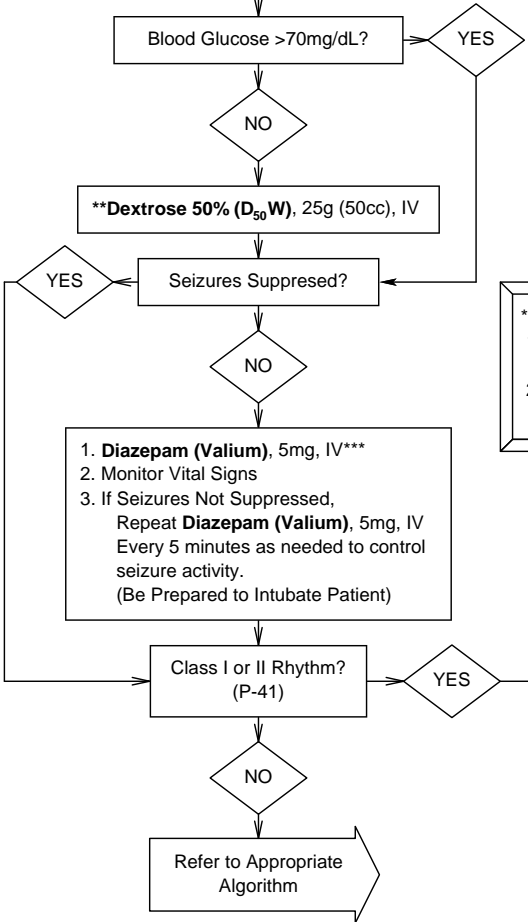 Blood Glucose >70mg/dL?
YES
NO
**Dextrose 50% (D50W), 25g (50cc), IV
YES
Seizures Suppresed?
NO
*
2
1. Diazepam (Valium), 5mg, IV***
2. Monitor Vital Signs
3. If Seizures Not Suppressed,
Repeat Diazepam (Valium), 5mg, IV
Every 5 minutes as needed to control
seizure activity.
(Be Prepared to Intubate Patient)
Class I or II Rhythm?
(P-41)
YES
NO
Refer to Appropriate
Algorithm